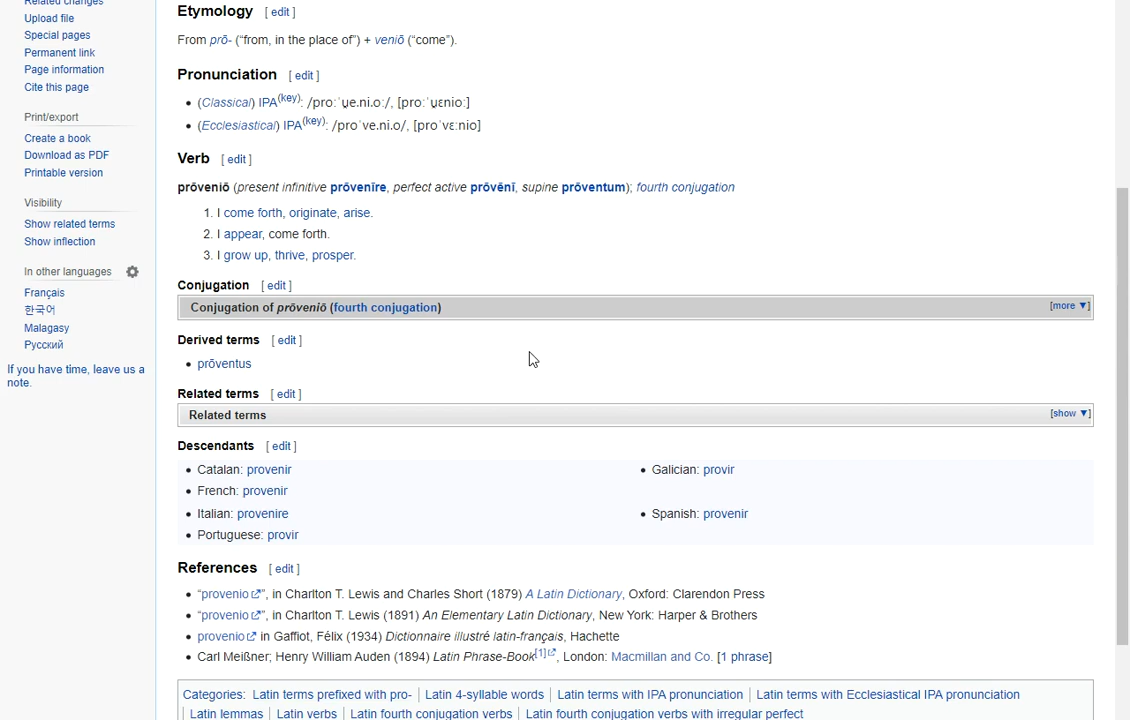 Related changes
Upload file
Special pages
Permanent link
Page information
Cite this page
Print/export
Create a book
Download as PDF
Printable version
Visibility
Show related terms
Show inflection
In other languages
Français
한국어
Malagasy
Русский
If you have time, leave us a
note.
Etymology [ edit ]
From prō- (“from, in the place of”) + veniō (“come”).
Pronunciation [ edit ]
• (Classical) IPA(key): /proːˈu̯e.ni.oː/, [proːˈu̯ɛnioː]
• (Ecclesiastical) IPA(key): /proˈve.ni.o/, [proˈvɛːnio]
Verb [ edit ]
prōveniō (present infinitive prōvenīre, perfect active prōvēnī, supine prōventum); fourth conjugation
1. I come forth, originate, arise.
2. I appear, come forth.
3. I grow up, thrive, prosper.
Conjugation [ edit ]
Conjugation of prōveniō (fourth conjugation) [more ▼]
Derived terms [ edit ]
• prōventus
Related terms [ edit ]
Related terms [show ▼]
Descendants [ edit ]
• Catalan: provenir
• French: provenir
• Italian: provenire
• Portuguese: provir
• Galician: provir
• Spanish: provenir
References [ edit ]
• “provenio”, in Charlton T. Lewis and Charles Short (1879) A Latin Dictionary, Oxford: Clarendon Press
• “provenio”, in Charlton T. Lewis (1891) An Elementary Latin Dictionary, New York: Harper & Brothers
• provenio in Gaffiot, Félix (1934) Dictionnaire illustré latin-français, Hachette
• Carl Meißner; Henry William Auden (1894) Latin Phrase-Book[1], London: Macmillan and Co. [1 phrase]
Categories: Latin terms prefixed with pro- | Latin 4-syllable words | Latin terms with IPA pronunciation | Latin terms with Ecclesiastical IPA pronunciation
| Latin lemmas | Latin verbs | Latin fourth conjugation verbs | Latin fourth conjugation verbs with irregular perfect